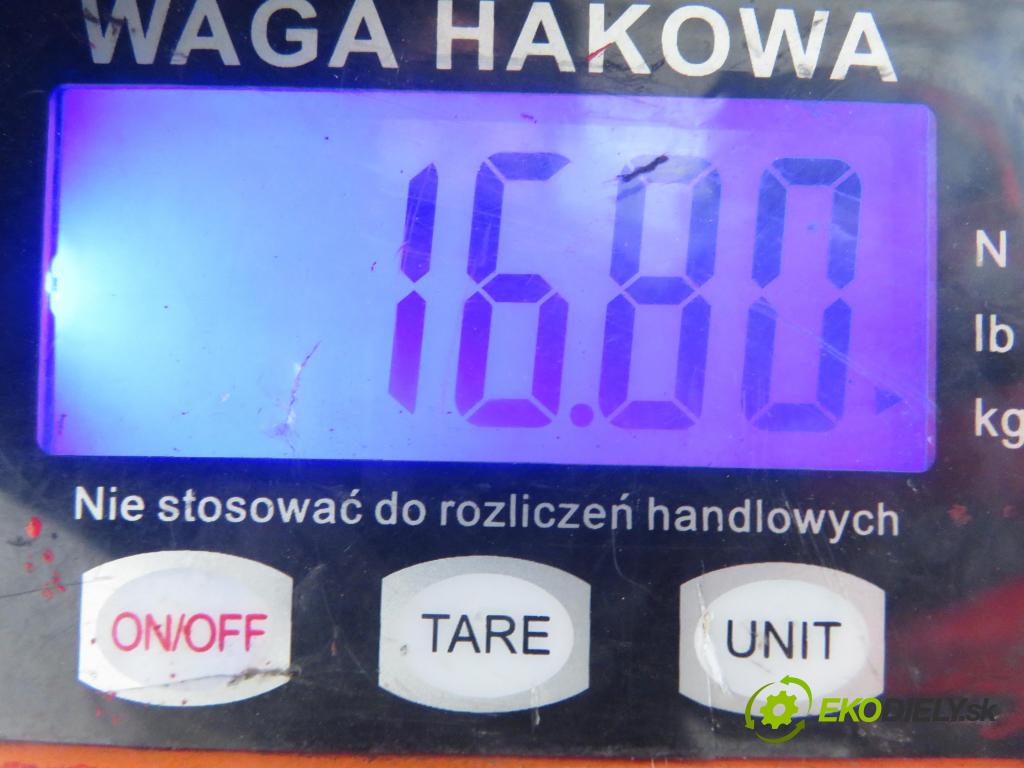 WAGA HAKOWA
16.80
N
lb
kg
Nie stosować do rozliczeń handlowych
ON/OFF
TARE
UNIT
EKODIELY.sk